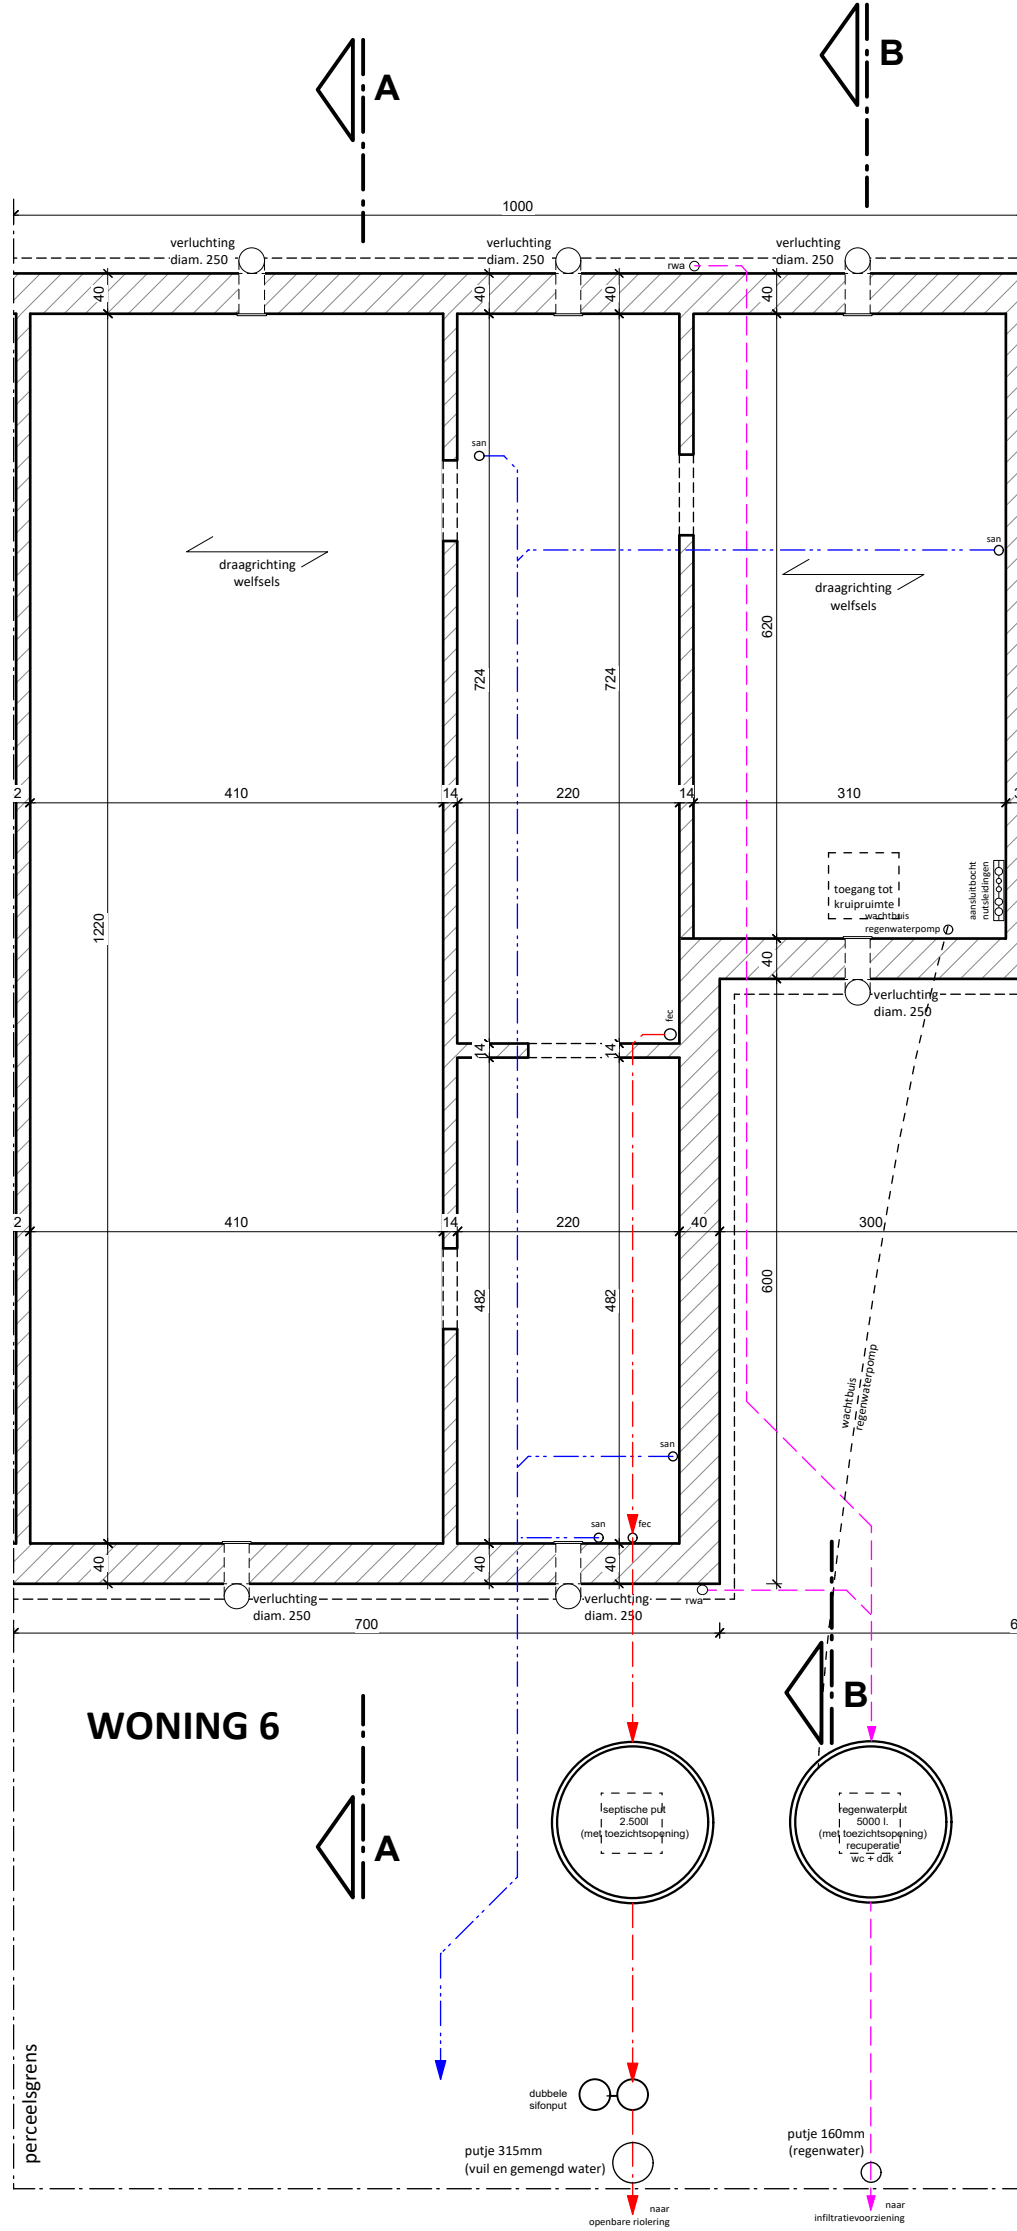 A
B
1000
verluchting
diam. 250
verluchting
diam. 250
verluchting
diam. 250
rwa
40
40
40
40
san
san
draagrichting
welfsels
draagrichting
welfsels
620
724
724
2
410
14
220
14
310
toegang tot
kruipruimte
wachtbuis
regenwaterpomp
aansluitbocht
nutsleidingen
1220
40
verluchting
diam. 250
fec
14
14
2
410
14
220
40
300
482
482
600
wachtbuis
regenwaterpomp
san
san
fec
40
40
40
verluchting
diam. 250
verluchting
diam. 250
rwa
700
6
WONING 6
B
A
septische put
2.500l
(met toezichtsopening)
regenwaterput
5000 l.
(met toezichtsopening)
recuperatie
wc + ddk
perceelsgrens
dubbele
sifonput
putje 315mm
(vuil en gemengd water)
putje 160mm
(regenwater)
naar
openbare riolering
naar
infiltratievoorziening